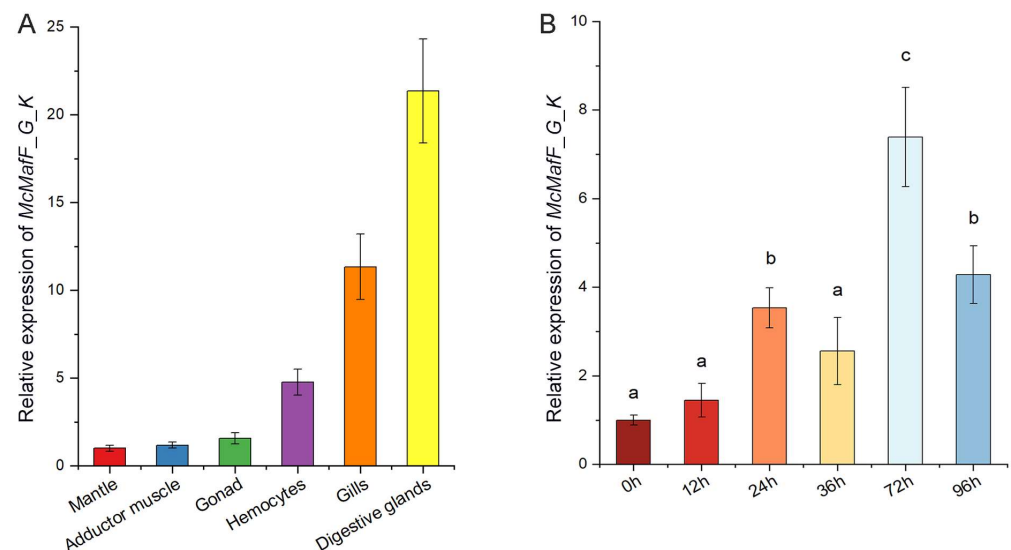 A
Relative expression of McMafF_G_K
25
20
15
10
5
0
Mantle
Adductor muscle
Gonad
Hemocytes
Gills
Digestive glands
B
Relative expression of McMafF_G_K
10
8
6
4
2
0
a
a
b
a
c
b
0h
12h
24h
36h
72h
96h